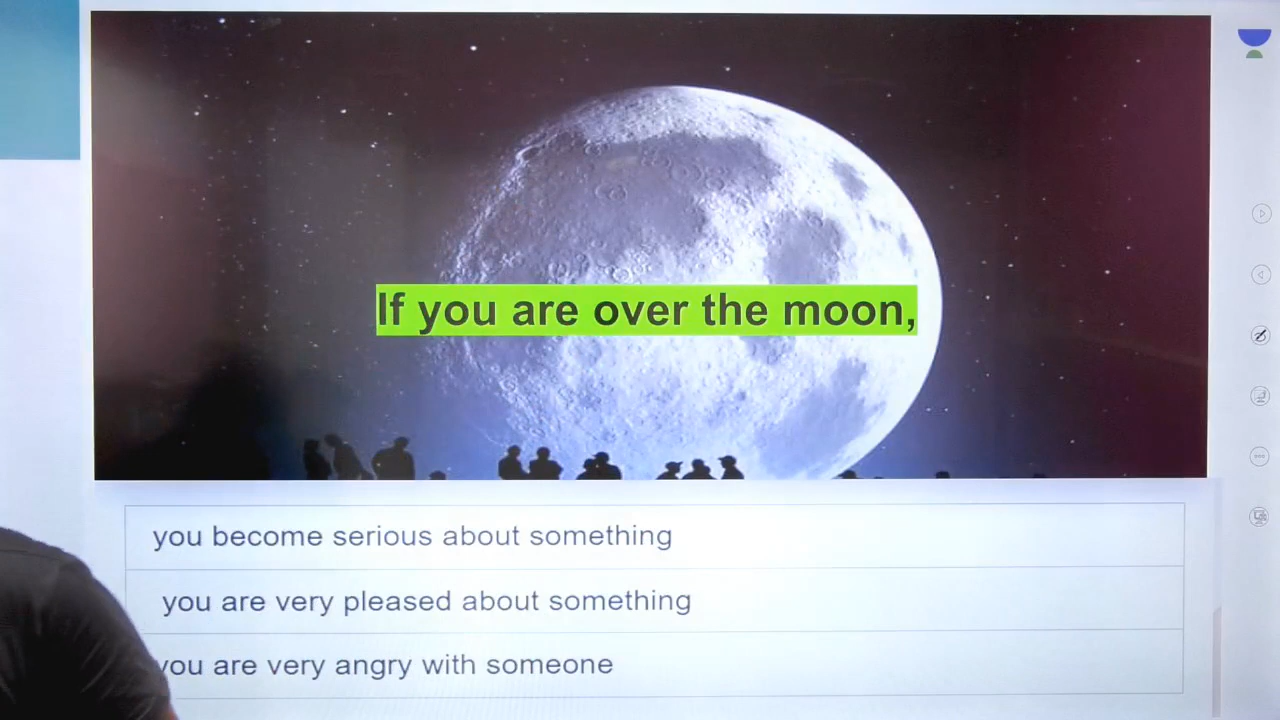 If you are over the moon,
you become serious about something
you are very pleased about something
you are very angry with someone